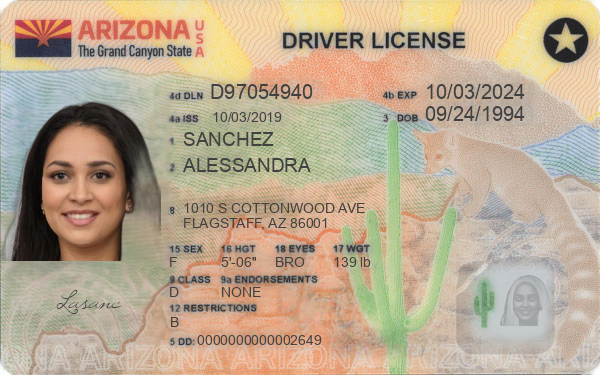 ARIZONA USA
The Grand Canyon State
DRIVER LICENSE
4d DLN D97054940
4b EXP 10/03/2024
4a ISS 10/03/2019
3 DOB 09/24/1994
1 SANCHEZ
2 ALESSANDRA
8 1010 S COTTONWOOD AVE
FLAGSTAFF, AZ 86001
15 SEX 16 HGT 18 EYES 17 WGT
F 5'-06" BRO 139 lb
9 CLASS 9a ENDORSEMENTS
D NONE
12 RESTRICTIONS
B
5 DD: 0000000000002649
Lasanc
ARIZONA ARIZONA ARIZONA ARIZONA